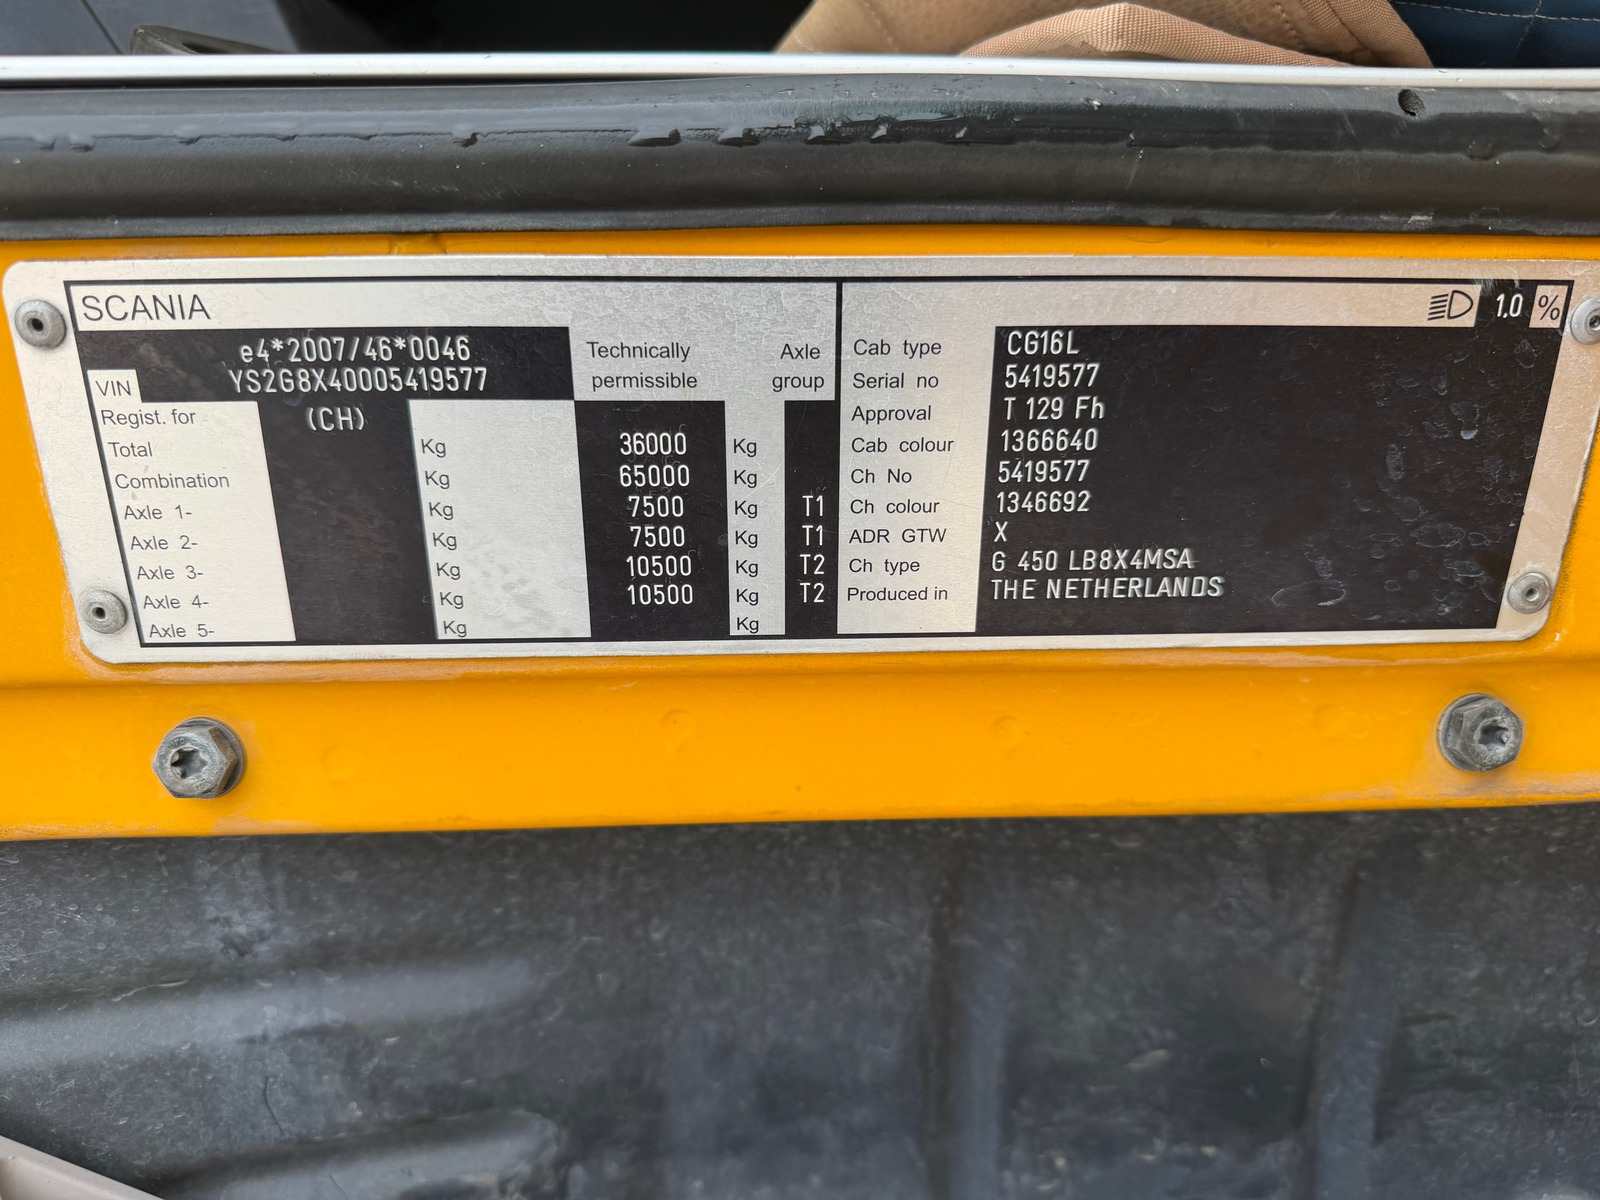 SCANIA
e4*2007/46*0046
VIN YS2G8X40005419577
Technically permissible
Axle group
Regist. for (CH)
Total Kg 36000 Kg
Combination Kg 65000 Kg
Axle 1- Kg 7500 Kg T1
Axle 2- Kg 7500 Kg T1
Axle 3- Kg 10500 Kg T2
Axle 4- Kg 10500 Kg T2
Axle 5- Kg Kg
1.0 %
Cab type CG16L
Serial no 5419577
Approval T 129 Fh
Cab colour 1366640
Ch No 5419577
Ch colour 1346692
ADR GTW X
Ch type G 450 LB8X4MSA
Produced in THE NETHERLANDS